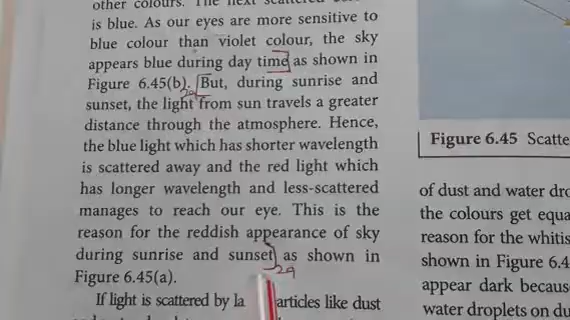 other colours. The next scattered
is blue. As our eyes are more sensitive to
blue colour than violet colour, the sky
appears blue during day time as shown in
Figure 6.45(b). But, during sunrise and
sunset, the light from sun travels a greater
distance through the atmosphere. Hence,
the blue light which has shorter wavelength
is scattered away and the red light which
has longer wavelength and less-scattered
manages to reach our eye. This is the
reason for the reddish appearance of sky
during sunrise and sunset as shown in
29
Figure 6.45(a).
If light is scattered by la articles like dust
Figure 6.45 Scatte
of dust and water dro
the colours get equa
reason for the whitis
shown in Figure 6.4
appear dark becaus
water droplets on du